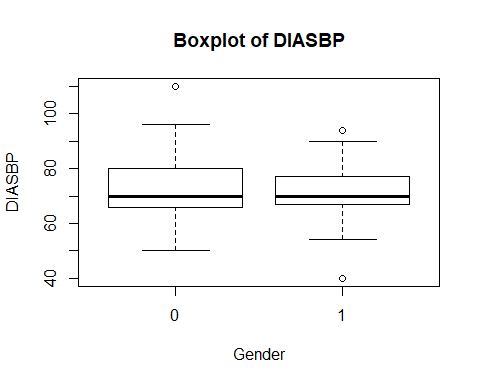 Boxplot of DIASBP
DIASBP
100
80
60
40
0 1
Gender